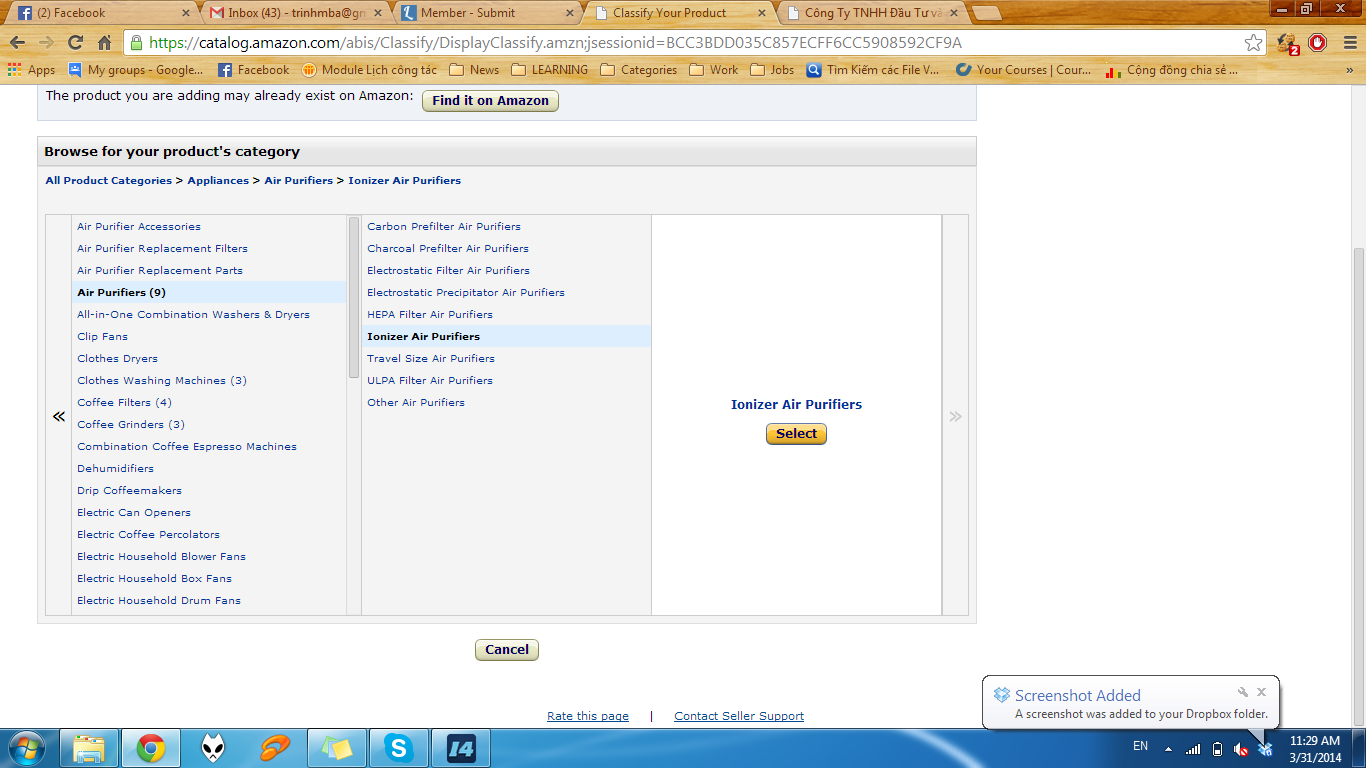 (2) Facebook
Inbox (43) - trinhmba@gm
Member - Submit
Classify Your Product
Công Ty TNHH Đầu Tư và
https://catalog.amazon.com/abis/Classify/DisplayClassify.amzn;jsessionid=BCC3BDD035C857ECFF6CC5908592CF9A
2
Apps
My groups - Google...
Facebook
Module Lịch công tác
News
LEARNING
Categories
Work
Jobs
Tìm Kiếm các File V...
Your Courses | Cour...
Cộng đồng chia sẻ ...
»
The product you are adding may already exist on Amazon: Find it on Amazon
Browse for your product's category
All Product Categories > Appliances > Air Purifiers > Ionizer Air Purifiers
Air Purifier Accessories
Air Purifier Replacement Filters
Air Purifier Replacement Parts
Air Purifiers (9)
All-in-One Combination Washers & Dryers
Clip Fans
Clothes Dryers
Clothes Washing Machines (3)
Coffee Filters (4)
Coffee Grinders (3)
Combination Coffee Espresso Machines
Dehumidifiers
Drip Coffeemakers
Electric Can Openers
Electric Coffee Percolators
Electric Household Blower Fans
Electric Household Box Fans
Electric Household Drum Fans
Carbon Prefilter Air Purifiers
Charcoal Prefilter Air Purifiers
Electrostatic Filter Air Purifiers
Electrostatic Precipitator Air Purifiers
HEPA Filter Air Purifiers
Ionizer Air Purifiers
Travel Size Air Purifiers
ULPA Filter Air Purifiers
Other Air Purifiers
Ionizer Air Purifiers
Select
«
»
Cancel
Rate this page | Contact Seller Support
Screenshot Added
A screenshot was added to your Dropbox folder.
EN
11:29 AM
3/31/2014